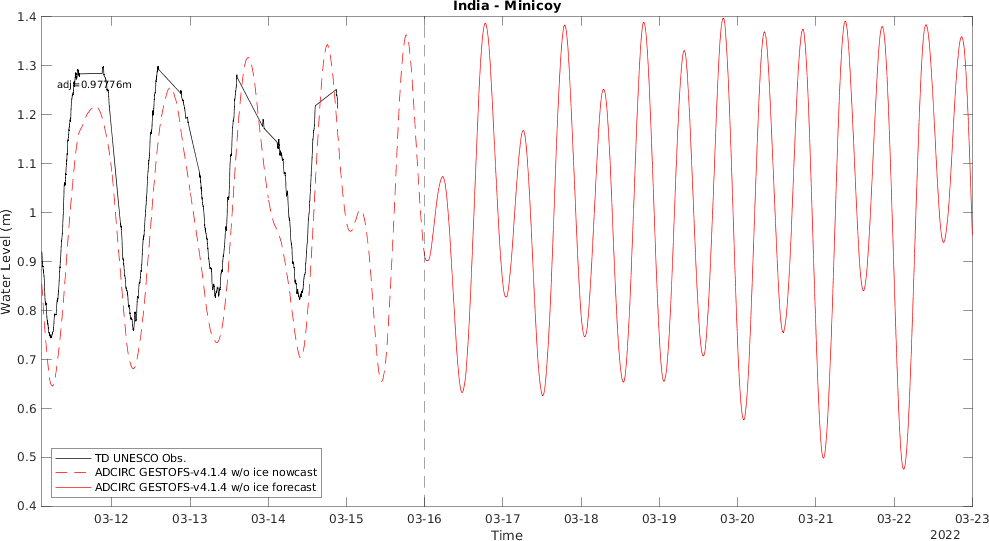 India - Minicoy
1.4
1.3
1.2
1.1
1
0.9
0.8
0.7
0.6
0.5
0.4
Water Level (m)
adj=0.97776m
TD UNESCO Obs.
ADCIRC GESTOFS-v4.1.4 w/o ice nowcast
ADCIRC GESTOFS-v4.1.4 w/o ice forecast
03-12 03-13 03-14 03-15 03-16 03-17 03-18 03-19 03-20 03-21 03-22 03-23
Time
2022